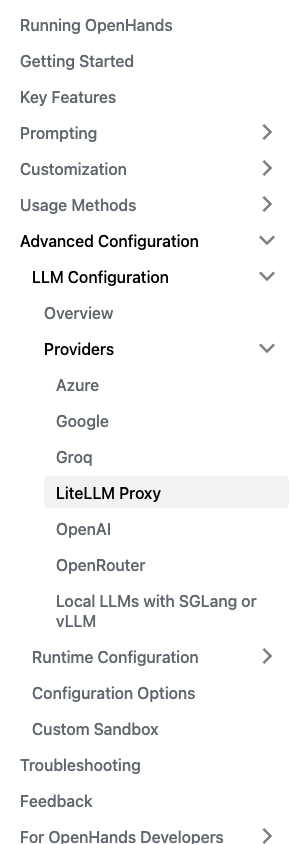 Running OpenHands
Getting Started
Key Features
Prompting
Customization
Usage Methods
Advanced Configuration
LLM Configuration
Overview
Providers
Azure
Google
Groq
LiteLLM Proxy
OpenAI
OpenRouter
Local LLMs with SGLang or
vLLM
Runtime Configuration
Configuration Options
Custom Sandbox
Troubleshooting
Feedback
For OpenHands Developers